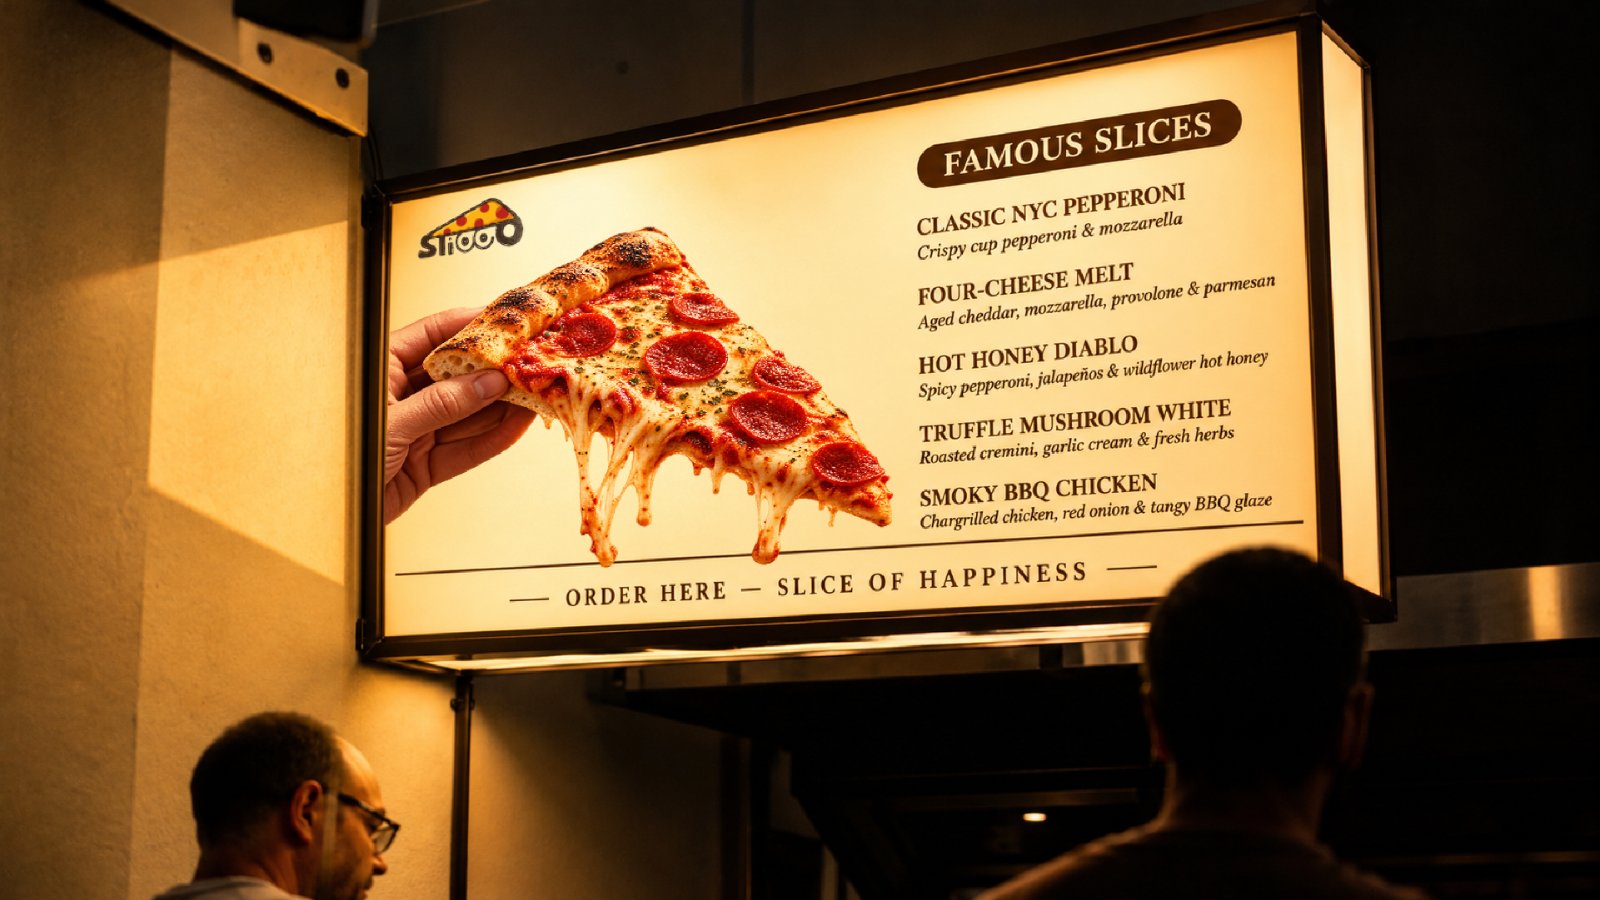 FAMOUS SLICES
CLASSIC NYC PEPPERONI
Crispy cup pepperoni & mozzarella
FOUR-CHEESE MELT
Aged cheddar, mozzarella, provolone & parmesan
HOT HONEY DIABLO
Spicy pepperoni, jalapeños & wildflower hot honey
TRUFFLE MUSHROOM WHITE
Roasted cremini, garlic cream & fresh herbs
SMOKY BBQ CHICKEN
Chargrilled chicken, red onion & tangy BBQ glaze
ORDER HERE — SLICE OF HAPPINESS